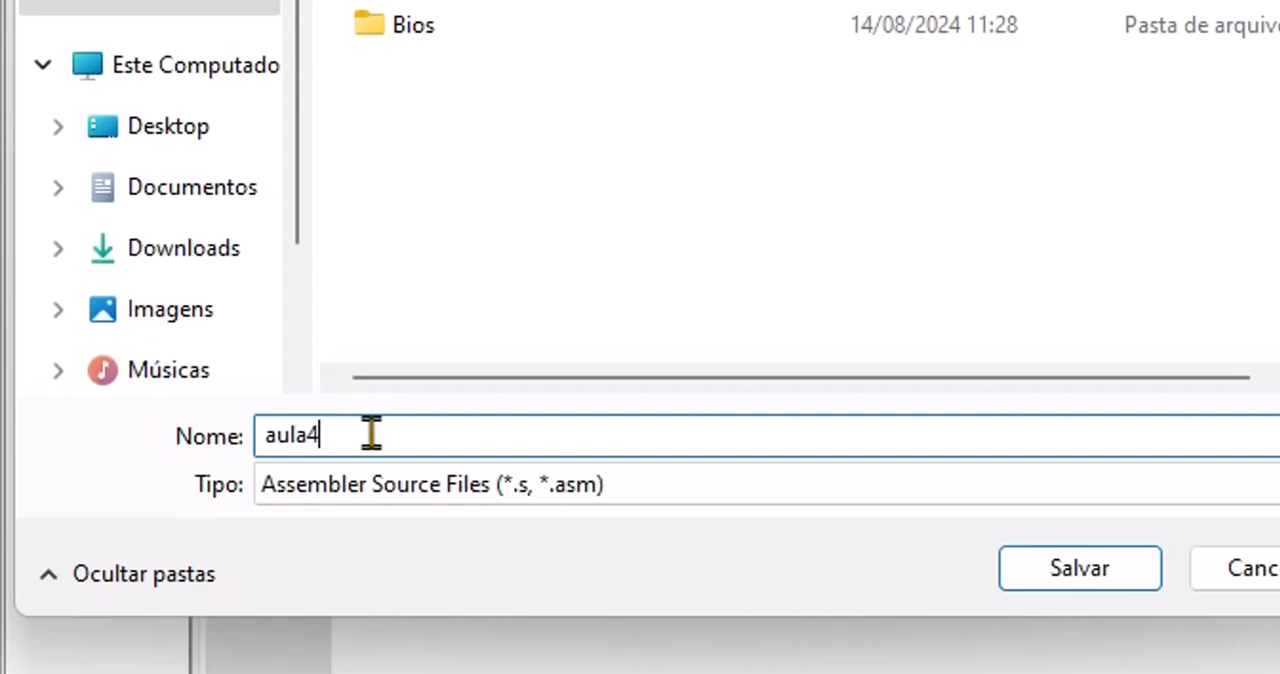 Bios 14/08/2024 11:28 Pasta de arquiv
Este Computado
Desktop
Documentos
Downloads
Imagens
Músicas
Nome: aula4
Tipo: Assembler Source Files (*.s, *.asm)
Ocultar pastas Salvar Canc